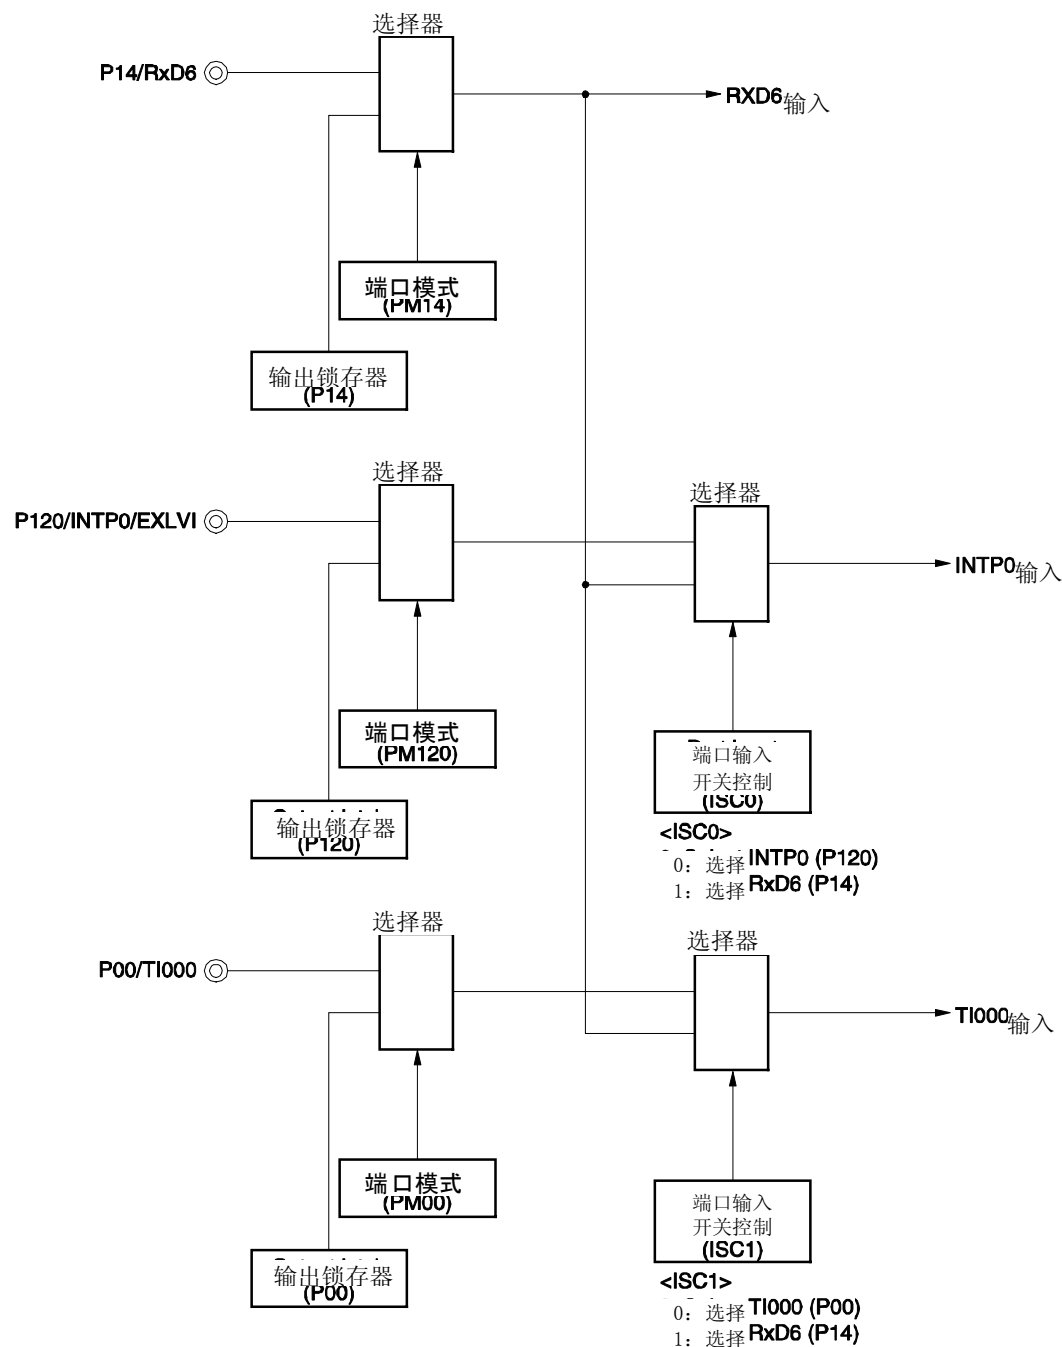 选择器
P14/RxD6
RXD6输入
端口模式
(PM14)
输出锁存器
(P14)
选择器
选择器
P120/INTP0/EXLVI
INTP0输入
端口模式
(PM120)
端口输入
开关控制
(ISC0)
输出锁存器
(P120)
<ISC0>
0：选择 INTP0 (P120)
1：选择 RxD6 (P14)
选择器
选择器
P00/TI000
TI000输入
端口模式
(PM00)
端口输入
开关控制
(ISC1)
输出锁存器
(P00)
<ISC1>
0：选择 TI000 (P00)
1：选择 RxD6 (P14)